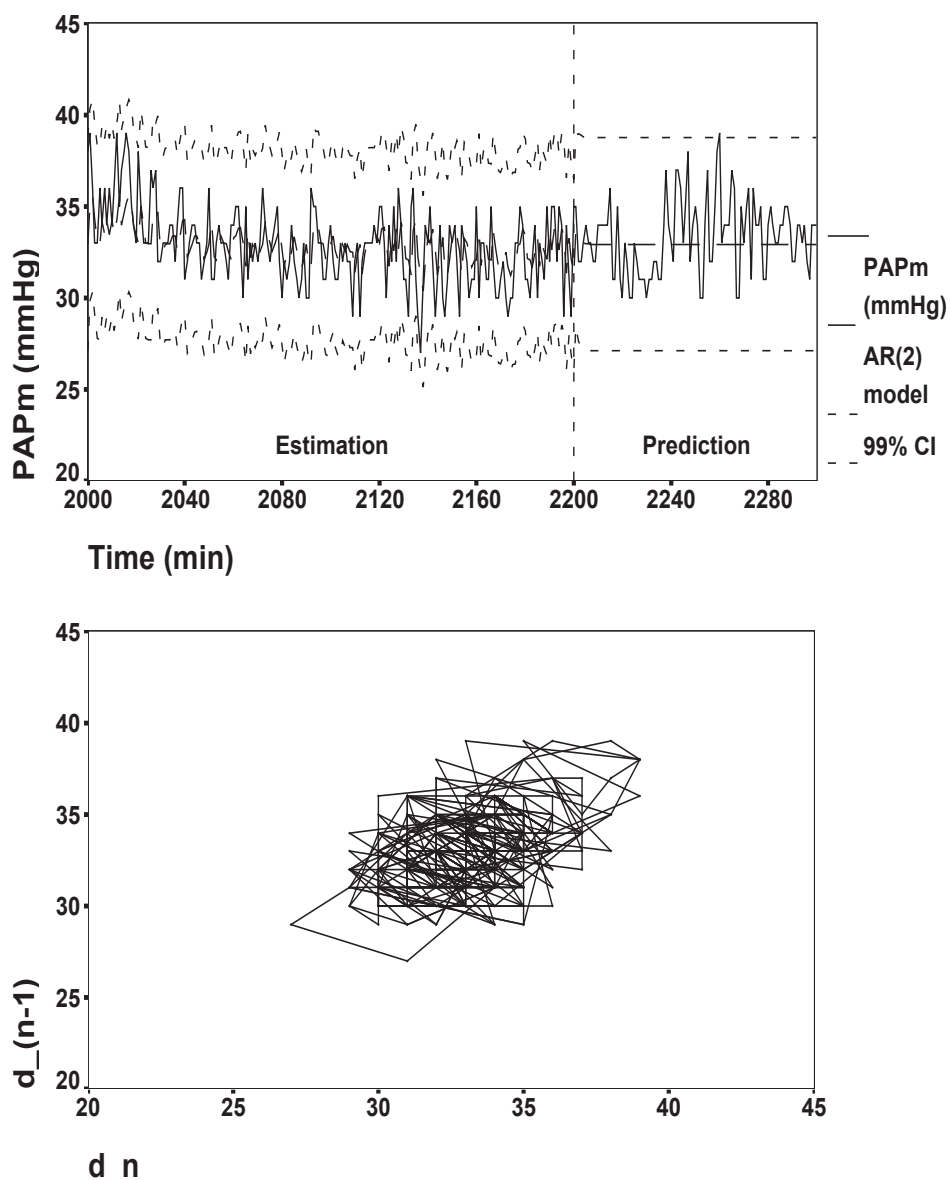 45
40
35
30
25
20
PAPm (mmHg)
Estimation
Prediction
2000
2040
2080
2120
2160
2200
2240
2280
Time (min)
PAPm
(mmHg)
AR(2)
model
99% CI
45
40
35
30
25
20
d_(n-1)
20
25
30
35
40
45
d n